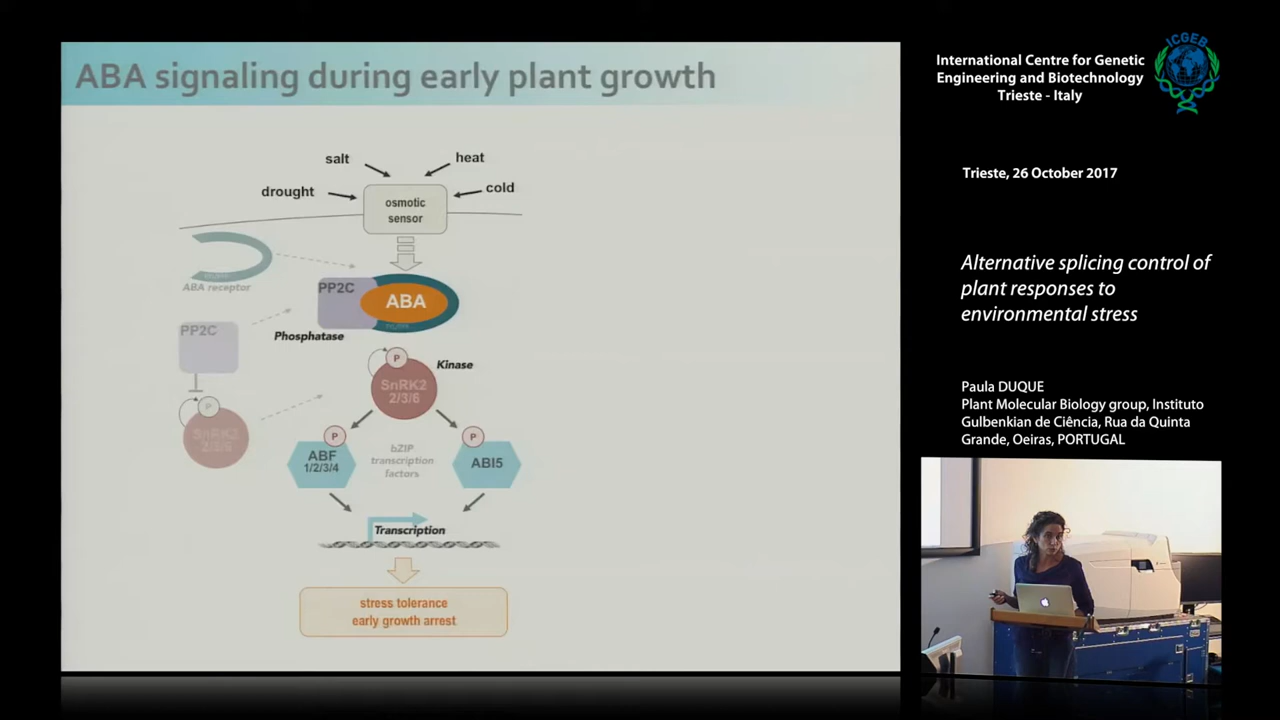 ABA signaling during early plant growth
salt
heat
drought
cold
osmotic
sensor
ABA receptor
PP2C
ABA
PP2C
Phosphatase
P
Kinase
SnRK2
2/3/6
P
SnRK2
P
ABF
1/2/3/4
bZIP
transcription
factors
P
ABI5
Transcription
stress tolerance
early growth arrest
International Centre for Genetic
Engineering and Biotechnology
Trieste - Italy
ICGEB
Trieste, 26 October 2017
Alternative splicing control of
plant responses to
environmental stress
Paula DUQUE
Plant Molecular Biology group, Instituto
Gulbenkian de Ciência, Rua da Quinta
Grande, Oeiras, PORTUGAL